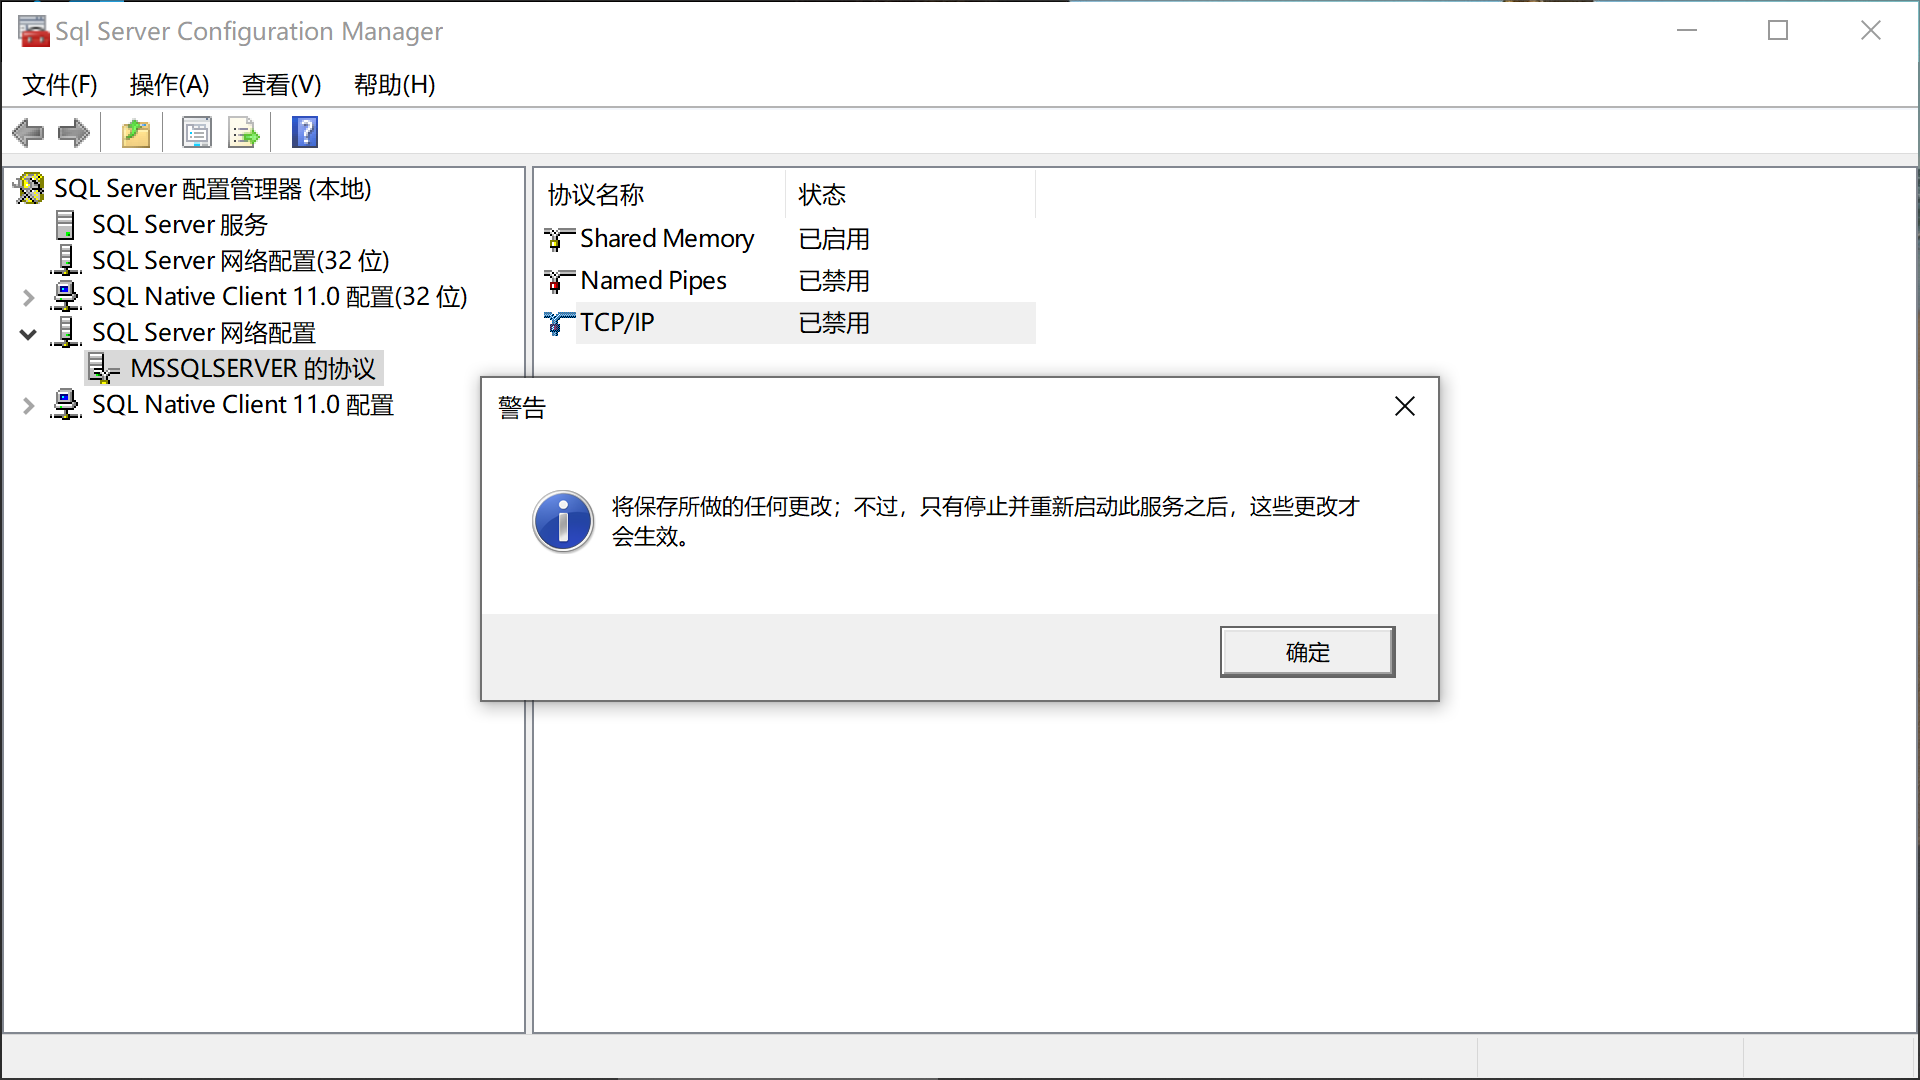 Sql Server Configuration Manager
文件(F) 操作(A) 查看(V) 帮助(H)
SQL Server 配置管理器 (本地)
SQL Server 服务
SQL Server 网络配置(32 位)
SQL Native Client 11.0 配置(32 位)
SQL Server 网络配置
MSSQLSERVER 的协议
SQL Native Client 11.0 配置
协议名称 状态
Shared Memory 已启用
Named Pipes 已禁用
TCP/IP 已禁用
警告
将保存所做的任何更改；不过，只有停止并重新启动此服务之后，这些更改才
会生效。
确定